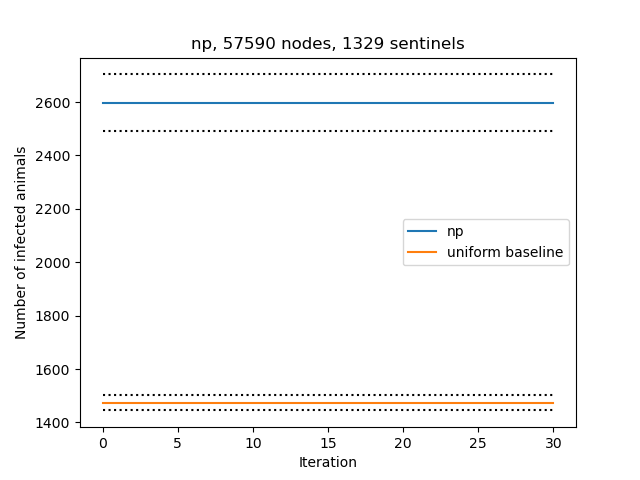 np, 57590 nodes, 1329 sentinels
Number of infected animals
2600
2400
2200
2000
1800
1600
1400
np
uniform baseline
0 5 10 15 20 25 30
Iteration